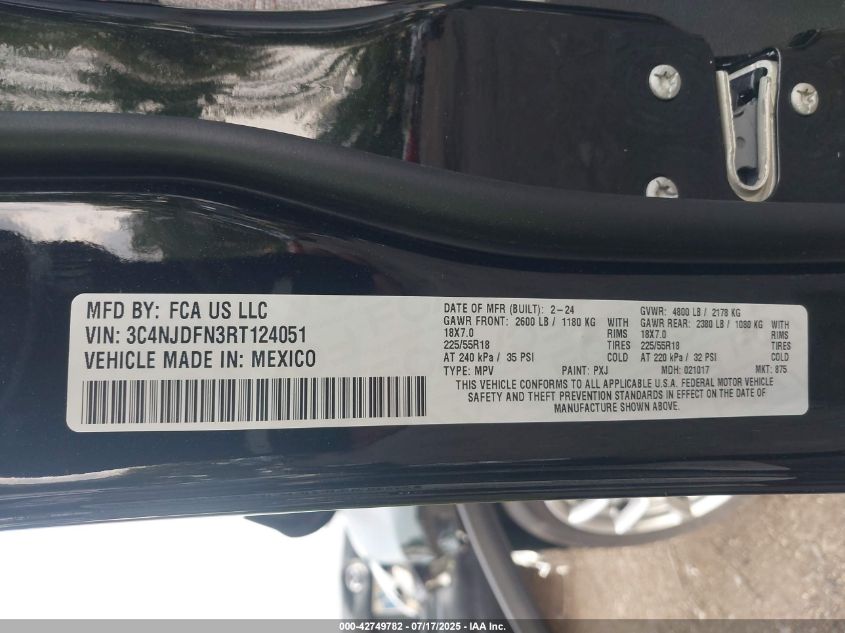 MFD BY: FCA US LLC
VIN: 3C4NJDFN3RT124051
VEHICLE MADE IN: MEXICO
DATE OF MFR (BUILT): 2-24 GVWR: 4800 LB / 2178 KG
GAWR FRONT: 2600 LB / 1180 KG WITH GAWR REAR: 2380 LB / 1080 KG WITH
18X7.0 RIMS 18X7.0 RIMS
225/55R18 TIRES 225/55R18 TIRES
AT 240 kPa / 35 PSI COLD AT 220 kPa / 32 PSI COLD
TYPE: MPV PAINT: PXJ MDH: 021017 MKT: 875
THIS VEHICLE CONFORMS TO ALL APPLICABLE U.S.A. FEDERAL MOTOR VEHICLE
SAFETY AND THEFT PREVENTION STANDARDS IN EFFECT ON THE DATE OF
MANUFACTURE SHOWN ABOVE.
000-42749782 - 07/17/2025 - IAA Inc.